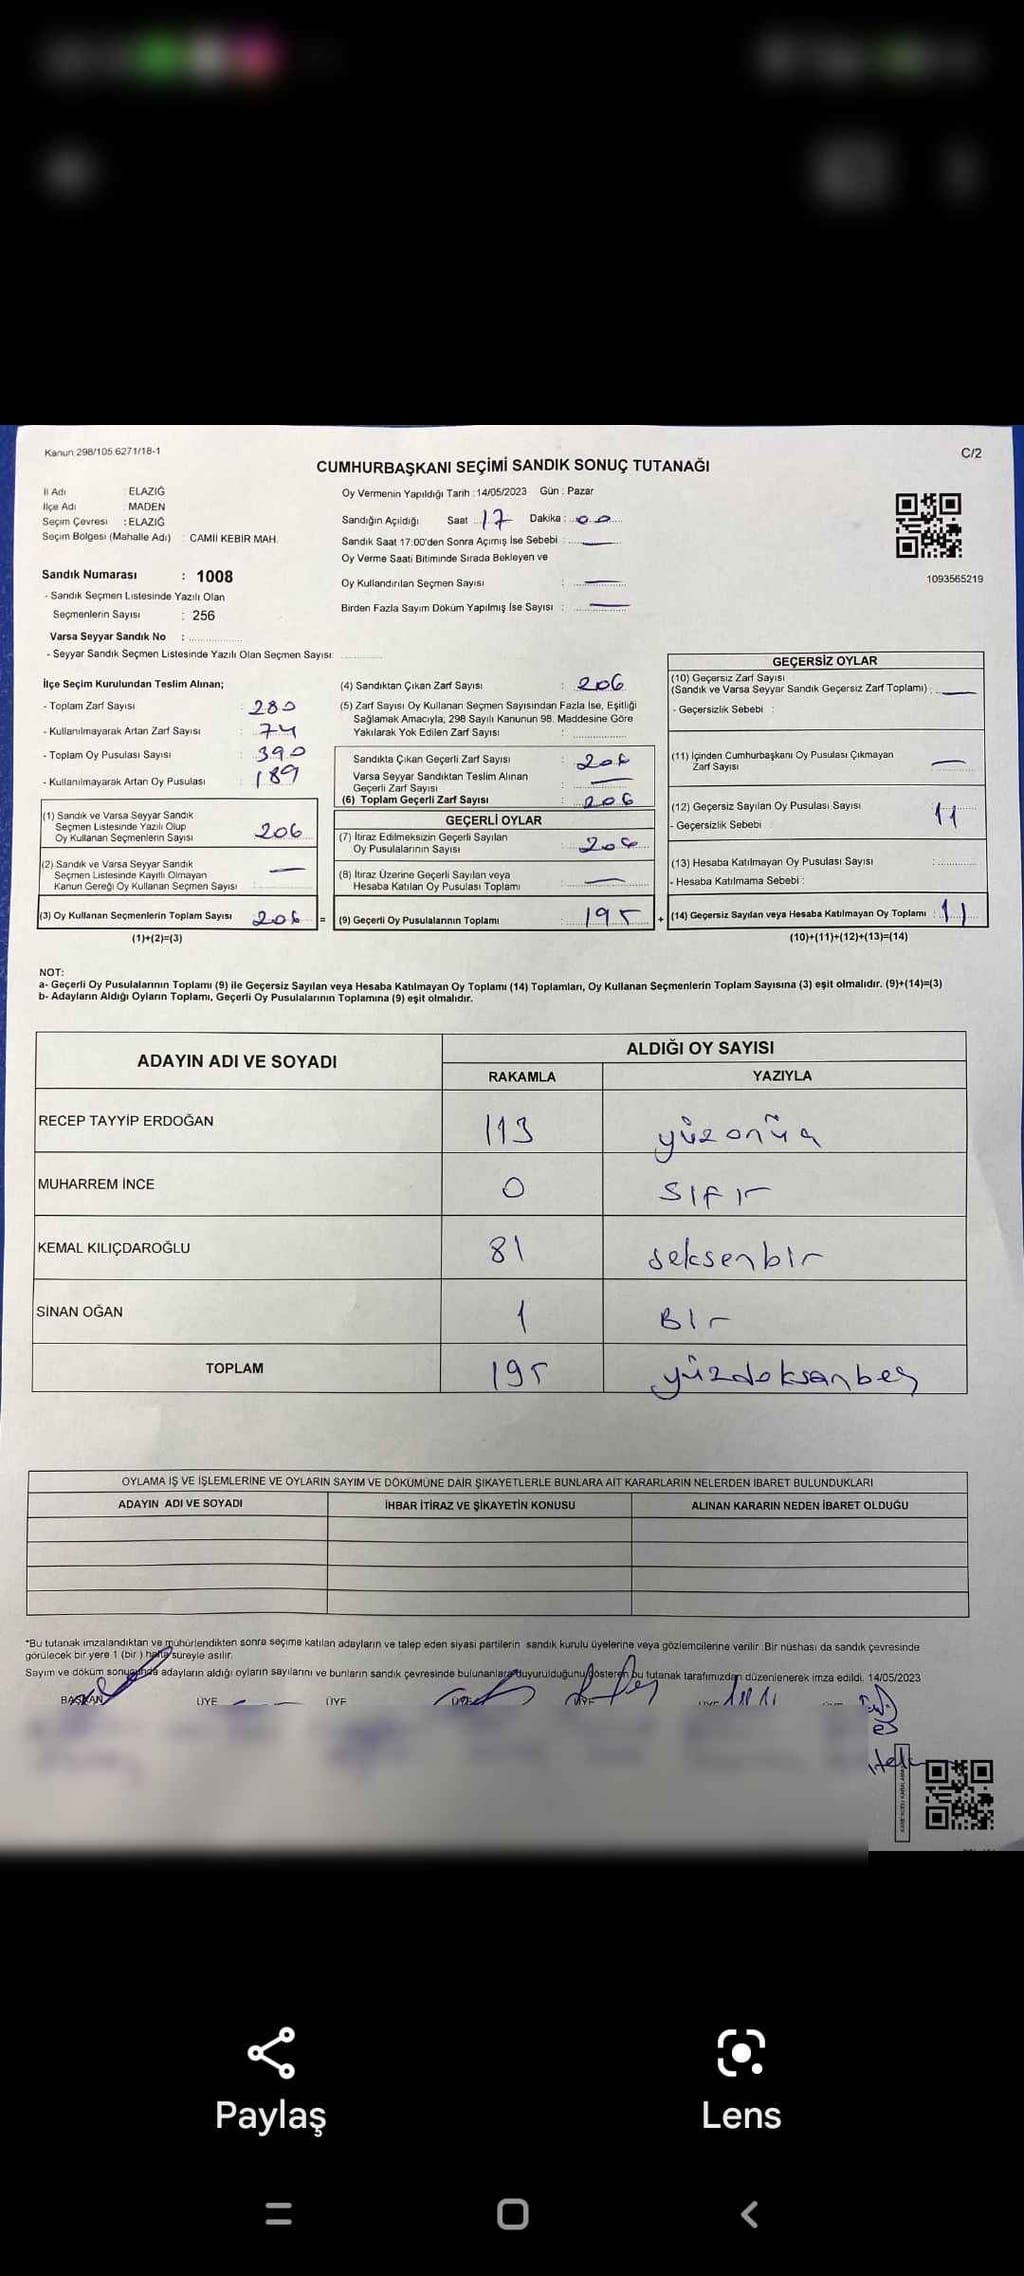 Kanun 298/105.6271/18-1
C/2
CUMHURBAŞKANI SEÇİMİ SANDIK SONUÇ TUTANAĞI
İl Adı : ELAZIĞ
İlçe Adı : MADEN
Seçim Çevresi : ELAZIĞ
Seçim Bölgesi (Mahalle Adı) : CAMİİ KEBİR MAH.
Oy Vermenin Yapıldığı Tarih : 14/05/2023 Gün : Pazar
Sandığın Açıldığı Saat 17 Dakika : 00
Sandık Saat 17:00'den Sonra Açımış İse Sebebi : —
Oy Verme Saati Bitiminde Sırada Bekleyen ve
Oy Kullandırılan Seçmen Sayısı : —
Birden Fazla Sayım Döküm Yapılmış İse Sayısı : —
1093565219
Sandık Numarası : 1008
- Sandık Seçmen Listesinde Yazılı Olan
Seçmenlerin Sayısı : 256
Varsa Seyyar Sandık No :
- Seyyar Sandık Seçmen Listesinde Yazılı Olan Seçmen Sayısı:
İlçe Seçim Kurulundan Teslim Alınan;
- Toplam Zarf Sayısı : 280
- Kullanılmayarak Artan Zarf Sayısı : 74
- Toplam Oy Pusulası Sayısı : 390
- Kullanılmayarak Artan Oy Pusulası : 189
(1) Sandık ve Varsa Seyyar Sandık
Seçmen Listesinde Yazılı Olup
Oy Kullanan Seçmenlerin Sayısı 206
(2) Sandık ve Varsa Seyyar Sandık
Seçmen Listesinde Kayıtlı Olmayan
Kanun Gereği Oy Kullanan Seçmen Sayısı —
(3) Oy Kullanan Seçmenlerin Toplam Sayısı 206 =
(1)+(2)=(3)
(4) Sandıktan Çıkan Zarf Sayısı : 206
(5) Zarf Sayısı Oy Kullanan Seçmen Sayısından Fazla İse, Eşitliği
Sağlamak Amacıyla, 298 Sayılı Kanunun 98. Maddesine Göre
Yakılarak Yok Edilen Zarf Sayısı :
Sandıkta Çıkan Geçerli Zarf Sayısı : 206
Varsa Seyyar Sandıktan Teslim Alınan
Geçerli Zarf Sayısı : —
(6) Toplam Geçerli Zarf Sayısı : 206
GEÇERLİ OYLAR
(7) İtiraz Edilmeksizin Geçerli Sayılan
Oy Pusulalarının Sayısı : 206
(8) İtiraz Üzerine Geçerli Sayılan veya
Hesaba Katılan Oy Pusulası Toplamı : —
(9) Geçerli Oy Pusulalarının Toplamı : 195 +
GEÇERSİZ OYLAR
(10) Geçersiz Zarf Sayısı
(Sandık ve Varsa Seyyar Sandık Geçersiz Zarf Toplamı) : —
- Geçersizlik Sebebi :
(11) İçinden Cumhurbaşkanı Oy Pusulası Çıkmayan
Zarf Sayısı —
(12) Geçersiz Sayılan Oy Pusulası Sayısı 11
- Geçersizlik Sebebi
(13) Hesaba Katılmayan Oy Pusulası Sayısı :
- Hesaba Katılmama Sebebi :
(14) Geçersiz Sayılan veya Hesaba Katılmayan Oy Toplamı : 11
(10)+(11)+(12)+(13)=(14)
NOT:
a- Geçerli Oy Pusulalarının Toplamı (9) ile Geçersiz Sayılan veya Hesaba Katılmayan Oy Toplamı (14) Toplamları, Oy Kullanan Seçmenlerin Toplam Sayısına (3) eşit olmalıdır. (9)+(14)=(3)
b- Adayların Aldığı Oyların Toplamı, Geçerli Oy Pusulalarının Toplamına (9) eşit olmalıdır.
ADAYIN ADI VE SOYADI
ALDIĞI OY SAYISI
RAKAMLA YAZIYLA
RECEP TAYYİP ERDOĞAN 113 yüzonüç
MUHARREM İNCE 0 sıfır
KEMAL KILIÇDAROĞLU 81 seksenbir
SİNAN OĞAN 1 Bir
TOPLAM 195 yüzdoksanbeş
OYLAMA İŞ VE İŞLEMLERİNE VE OYLARIN SAYIM VE DÖKÜMÜNE DAİR ŞİKAYETLERLE BUNLARA AİT KARARLARIN NELERDEN İBARET BULUNDUKLARI
ADAYIN ADI VE SOYADI İHBAR İTİRAZ VE ŞİKAYETİN KONUSU ALINAN KARARIN NEDEN İBARET OLDUĞU
*Bu tutanak imzalandıktan ve mühürlendikten sonra seçime katılan adayların ve talep eden siyasi partilerin sandık kurulu üyelerine veya gözlemcilerine verilir. Bir nüshası da sandık çevresinde
görülecek bir yere 1 (bir ) hafta süreyle asılır.
Sayım ve döküm sonucunda adayların aldığı oyların sayılarını ve bunların sandık çevresinde bulunanlara duyurulduğunu gösteren bu tutanak tarafımızdan düzenlenerek imza edildi. 14/05/2023
BAŞKAN ÜYE ÜYE ÜYE ÜYE
Paylaş Lens